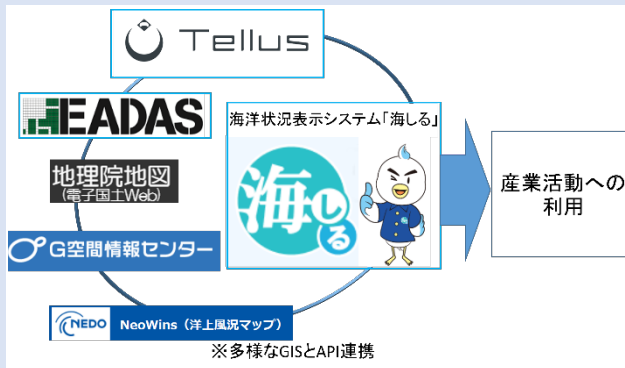 Tellus
EADAS
地理院地図
(電子国土Web)
G空間情報センター
NEDO NeoWins（洋上風況マップ）
海洋状況表示システム「海しる」
海しる
産業活動への
利用
※多様なGISとAPI連携